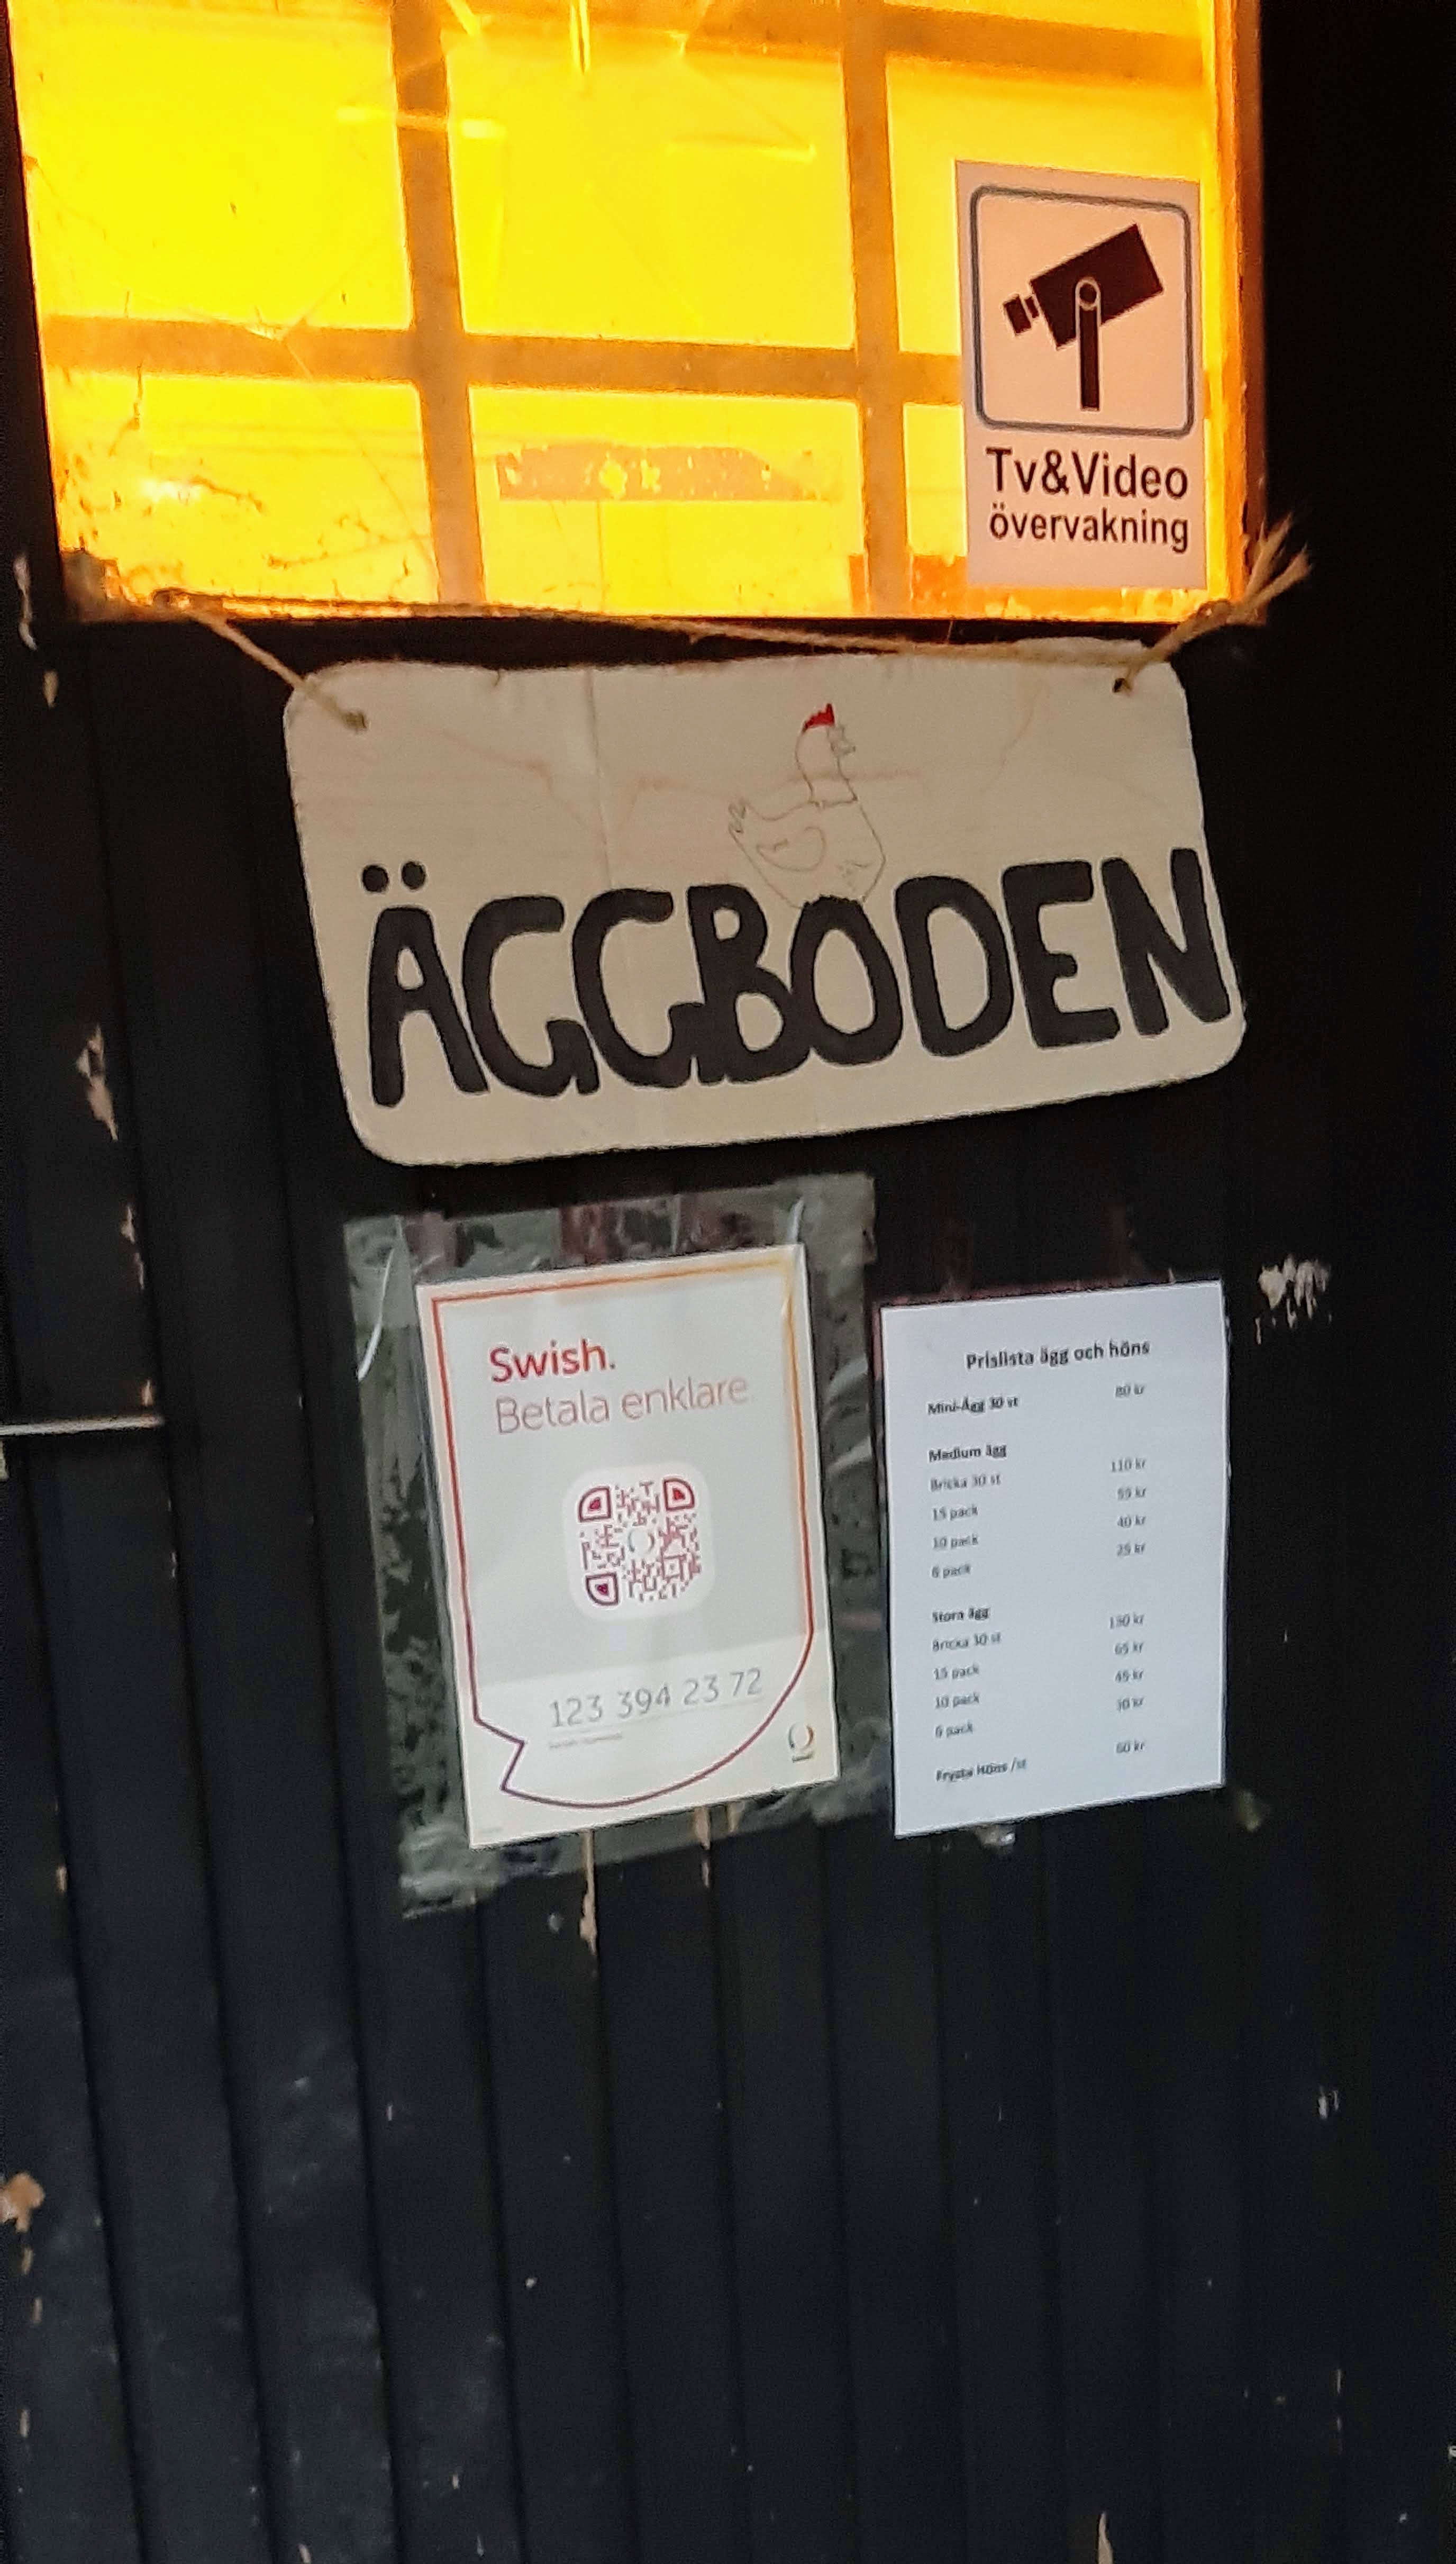 Tv&Video
övervakning
ÄGGBODEN
Swish.
Betala enklare
123 394 23 72
Prislista ägg och höns
Mini-Ägg 30 st 80 kr
Medium ägg
Bricka 30 st 110 kr
15 pack 55 kr
10 pack 40 kr
6 pack 25 kr
Stora ägg
Bricka 30 st 130 kr
15 pack 65 kr
10 pack 45 kr
6 pack 30 kr
Frysta Höns /st 60 kr